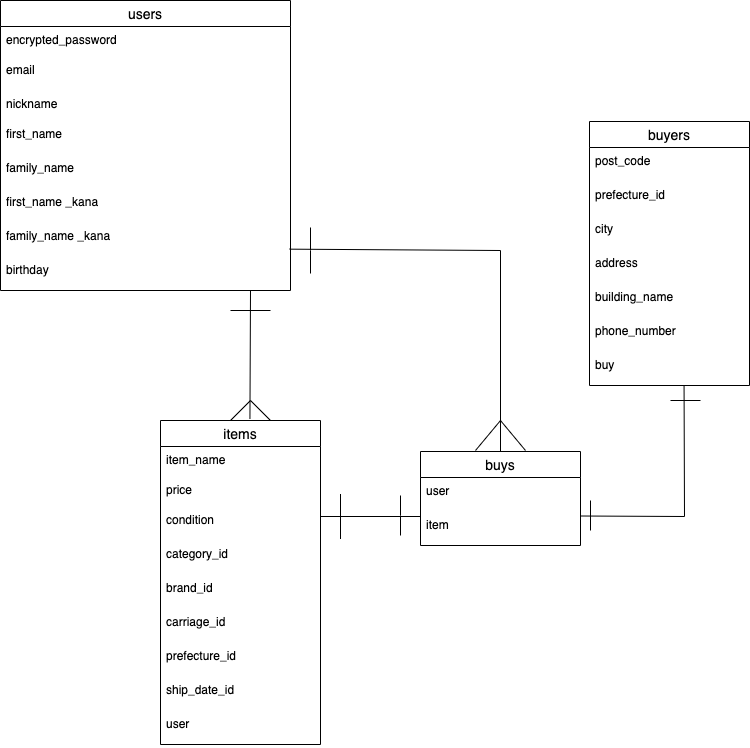 users
encrypted_password
email
nickname
first_name
family_name
first_name _kana
family_name _kana
birthday
buyers
post_code
prefecture_id
city
address
building_name
phone_number
buy
items
item_name
price
condition
category_id
brand_id
carriage_id
prefecture_id
ship_date_id
user
buys
user
item